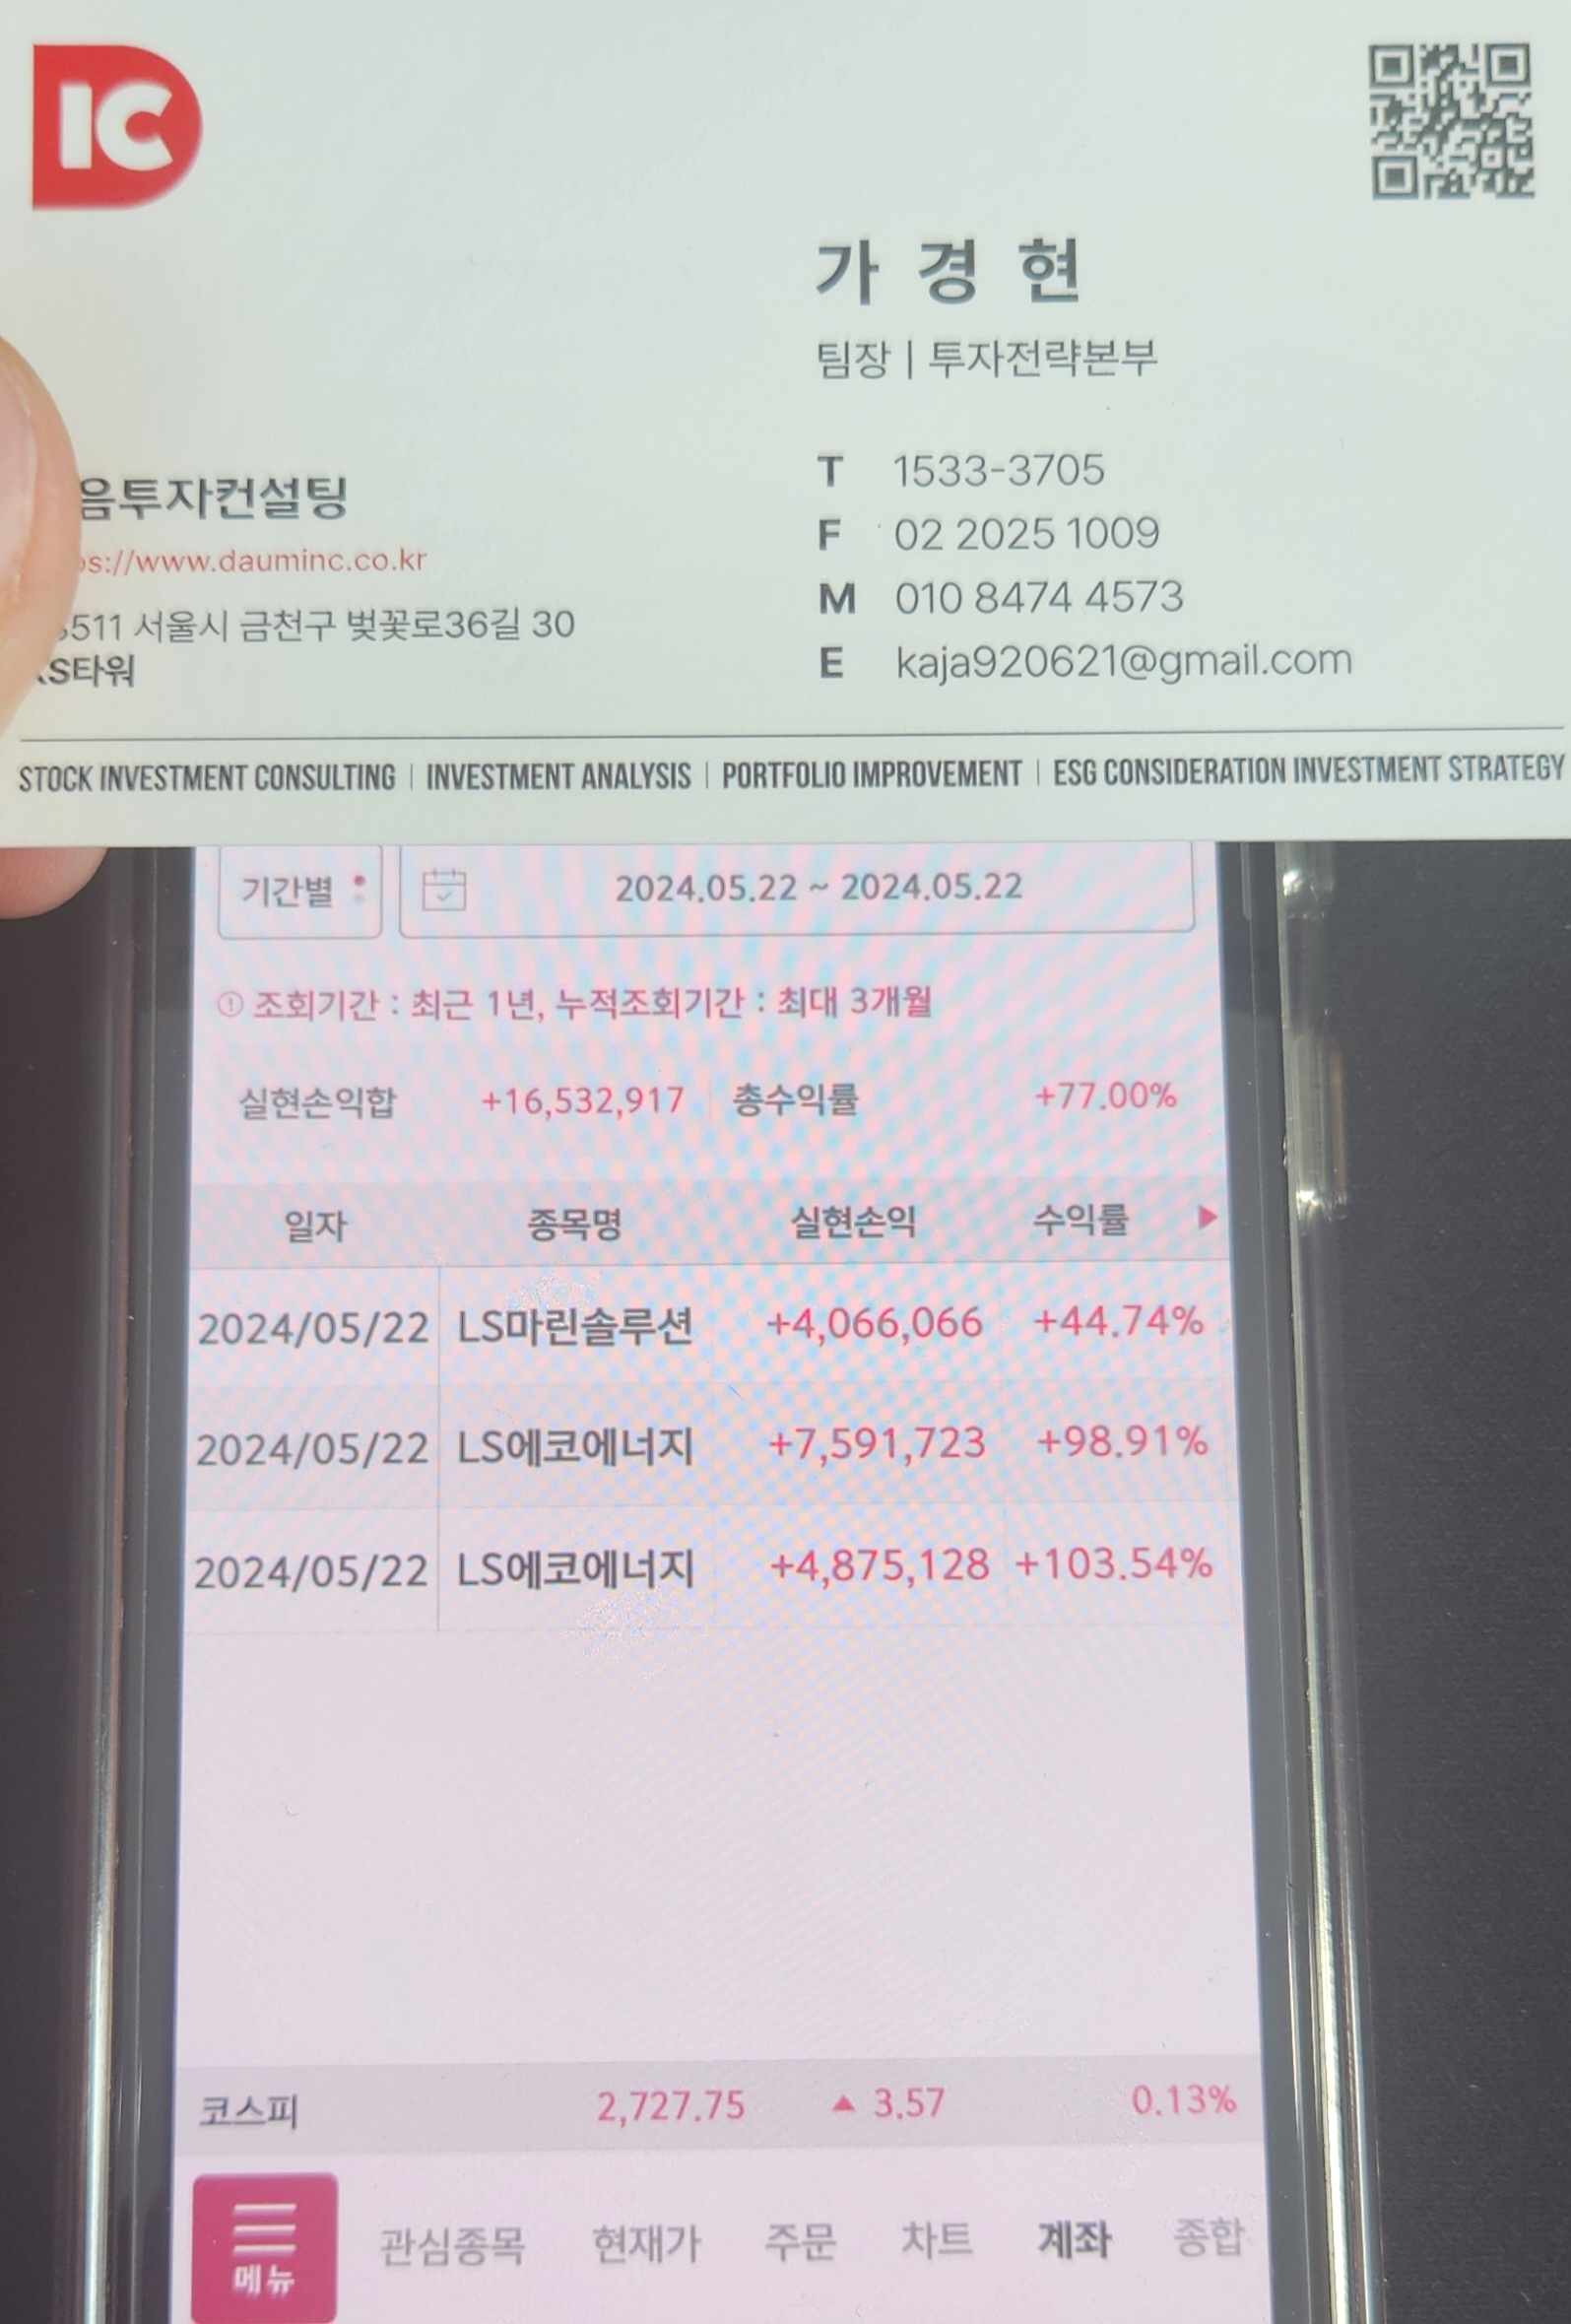 IC
가 경 현
팀장 | 투자전략본부
T 1533-3705
F 02 2025 1009
M 010 8474 4573
E kaja920621@gmail.com
음투자컨설팅
s://www.dauminc.co.kr
511 서울시 금천구 벚꽃로36길 30
S타워
STOCK INVESTMENT CONSULTING | INVESTMENT ANALYSIS | PORTFOLIO IMPROVEMENT | ESG CONSIDERATION INVESTMENT STRATEGY
기간별 2024.05.22 ~ 2024.05.22
조회기간 : 최근 1년, 누적조회기간 : 최대 3개월
실현손익합 +16,532,917 총수익률 +77.00%
일자 종목명 실현손익 수익률
2024/05/22 LS마린솔루션 +4,066,066 +44.74%
2024/05/22 LS에코에너지 +7,591,723 +98.91%
2024/05/22 LS에코에너지 +4,875,128 +103.54%
코스피 2,727.75 ▲ 3.57 0.13%
메뉴 관심종목 현재가 주문 차트 계좌 종합